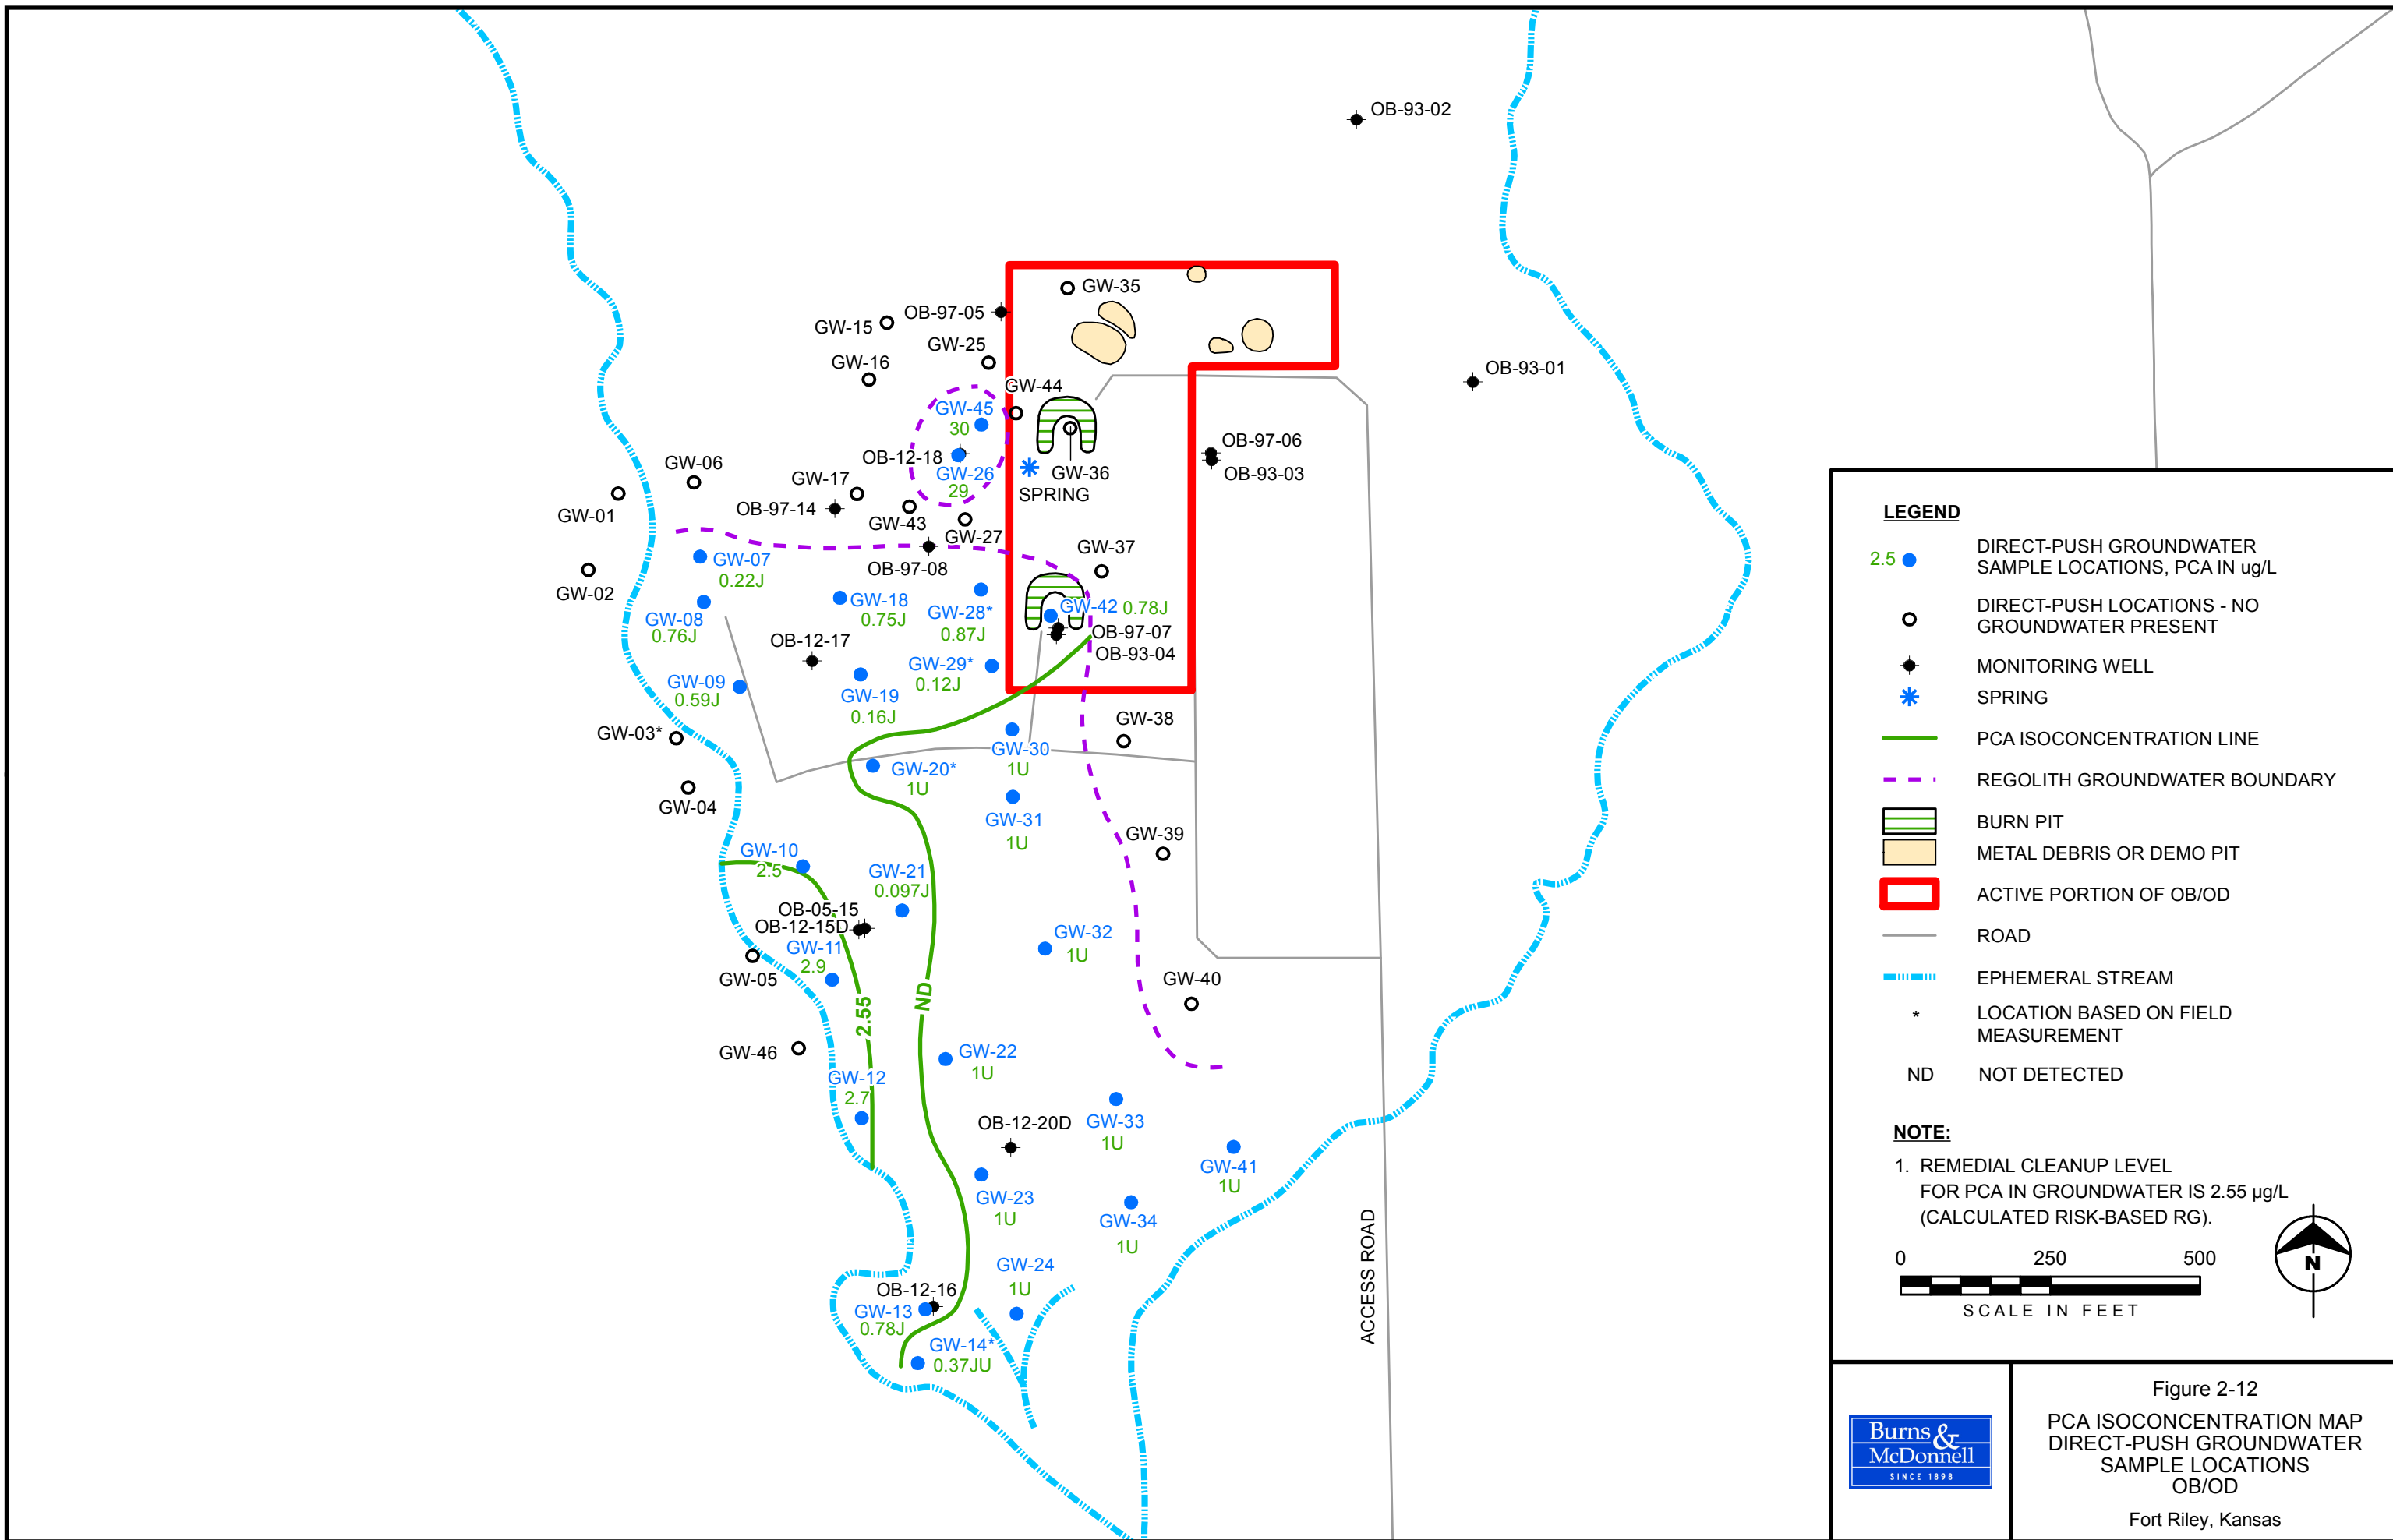 OB-93-02
GW-35
OB-97-05
GW-15
GW-25
GW-16
OB-93-01
GW-44
GW-45
30
OB-97-06
OB-12-18
GW-06
GW-26
GW-36
OB-93-03
GW-17
29
SPRING
OB-97-14
GW-01
GW-43
GW-27
GW-37
GW-07
OB-97-08
0.22J
GW-02
GW-18
GW-28*
GW-42 0.78J
GW-08
0.75J
0.76J
0.87J
OB-97-07
OB-12-17
OB-93-04
GW-29*
GW-09
0.12J
0.59J
GW-19
0.16J
GW-38
GW-03*
GW-30
1U
GW-20*
1U
GW-04
GW-31
1U
GW-39
GW-10
2.5
GW-21
0.097J
OB-05-15
OB-12-15D
GW-32
GW-11
1U
2.9
GW-05
GW-40
ND
2.55
GW-46
GW-22
1U
GW-12
2.7
OB-12-20D
GW-33
1U
GW-41
1U
GW-23
1U
GW-34
1U
GW-24
1U
OB-12-16
GW-13
0.78J
GW-14*
0.37JU
ACCESS ROAD
LEGEND
2.5
DIRECT-PUSH GROUNDWATER
SAMPLE LOCATIONS, PCA IN ug/L
DIRECT-PUSH LOCATIONS - NO
GROUNDWATER PRESENT
MONITORING WELL
SPRING
PCA ISOCONCENTRATION LINE
REGOLITH GROUNDWATER BOUNDARY
BURN PIT
METAL DEBRIS OR DEMO PIT
ACTIVE PORTION OF OB/OD
ROAD
EPHEMERAL STREAM
* LOCATION BASED ON FIELD
MEASUREMENT
ND NOT DETECTED
NOTE:
1. REMEDIAL CLEANUP LEVEL
FOR PCA IN GROUNDWATER IS 2.55 µg/L
(CALCULATED RISK-BASED RG).
0 250 500
SCALE IN FEET
N
Burns &
McDonnell
SINCE 1898
Figure 2-12
PCA ISOCONCENTRATION MAP
DIRECT-PUSH GROUNDWATER
SAMPLE LOCATIONS
OB/OD
Fort Riley, Kansas